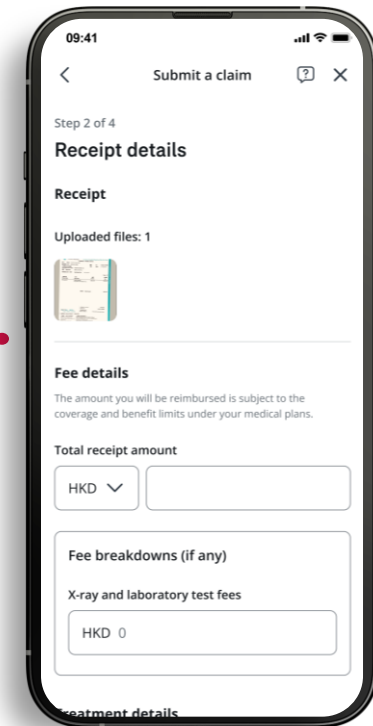 09:41
Submit a claim
Step 2 of 4
Receipt details
Receipt
Uploaded files: 1
Fee details
The amount you will be reimbursed is subject to the
coverage and benefit limits under your medical plans.
Total receipt amount
HKD
Fee breakdowns (if any)
X-ray and laboratory test fees
HKD 0
Treatment details